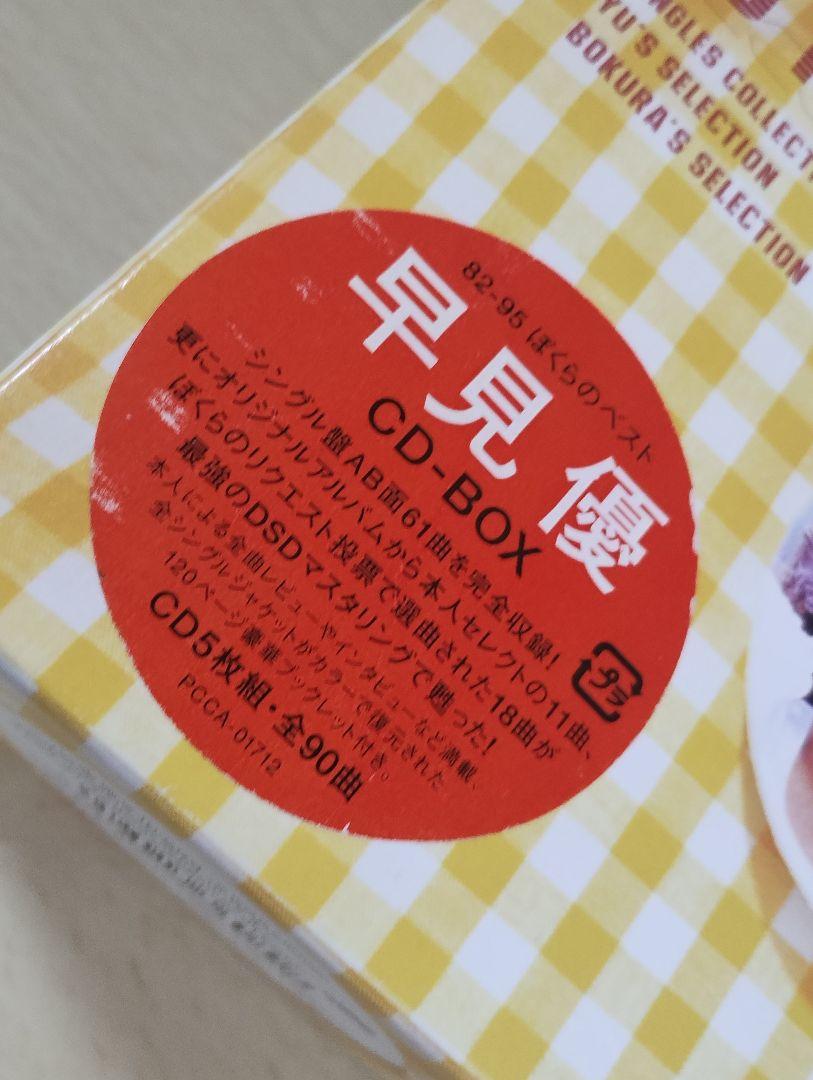 NGLES COLLECT
YU'S SELECTION
BOKURA'S SELECTION
82-95 ぼくらのベスト
早見優
CD-BOX
シングル盤AB面61曲を完全収録!
更にオリジナルアルバムから本人セレクトの11曲、
ぼくらのリクエスト投票で選曲された18曲が
最強のDSDマスタリングで甦った!
本人による全曲レビューやインタビューなど満載、
全シングルジャケットがカラーで復元された
120ページ豪華ブックレット付き。
CD5枚組・全90曲
PCCA-01712
プラ